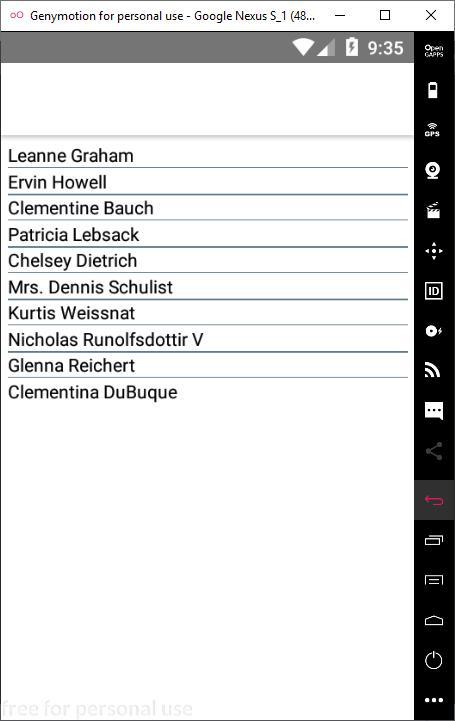 Genymotion for personal use - Google Nexus S_1 (48...
9:35
Open
GAPPS
GPS
ID
Leanne Graham
Ervin Howell
Clementine Bauch
Patricia Lebsack
Chelsey Dietrich
Mrs. Dennis Schulist
Kurtis Weissnat
Nicholas Runolfsdottir V
Glenna Reichert
Clementina DuBuque
free for personal use